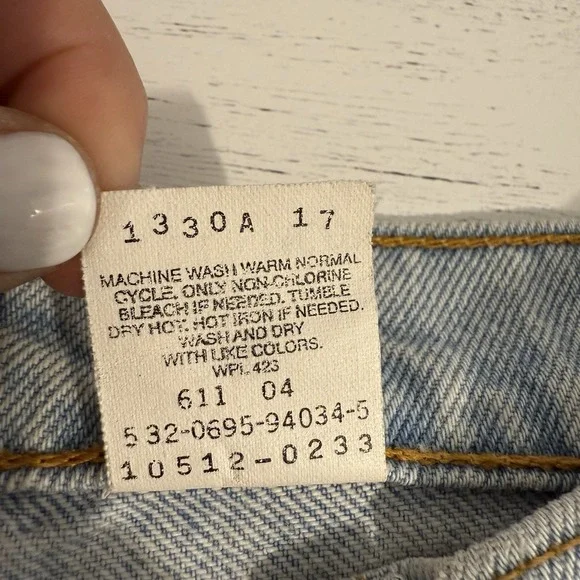 1330A 17
MACHINE WASH WARM NORMAL
CYCLE. ONLY NON-CHLORINE
BLEACH IF NEEDED. TUMBLE
DRY HOT. HOT IRON IF NEEDED.
WASH AND DRY
WITH LIKE COLORS.
WPL 423
611 04
532-0695-94034-5
10512-0233